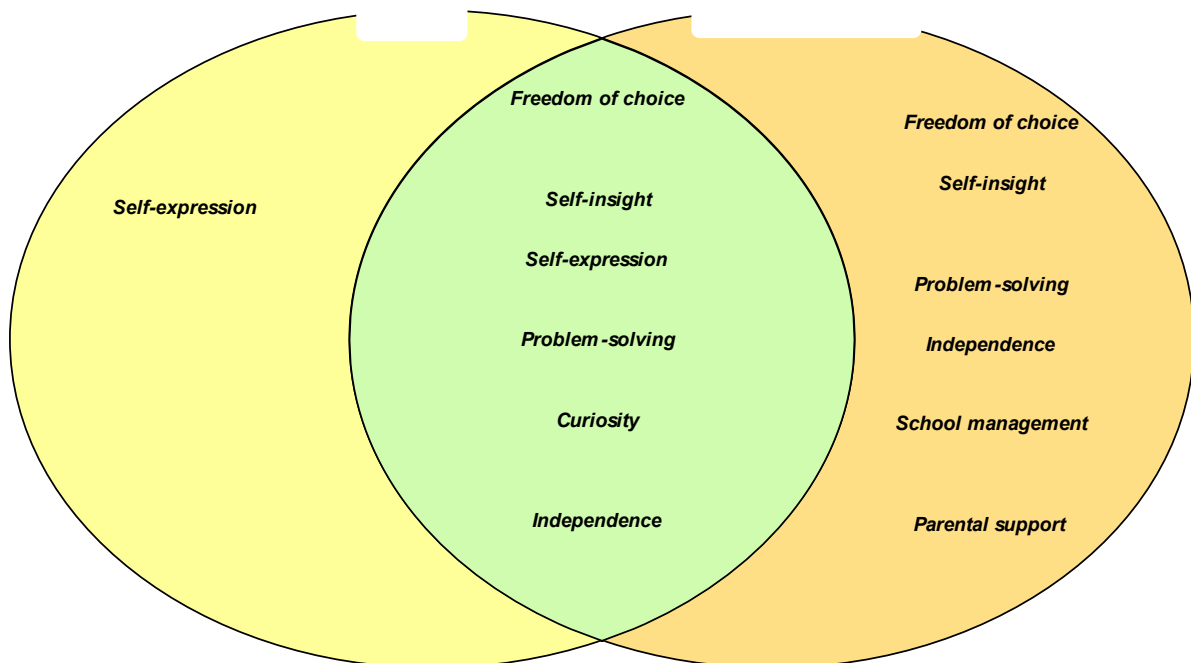 Self-expression
Freedom of choice
Self-insight
Self-expression
Problem-solving
Curiosity
Independence
Freedom of choice
Self-insight
Problem-solving
Independence
School management
Parental support